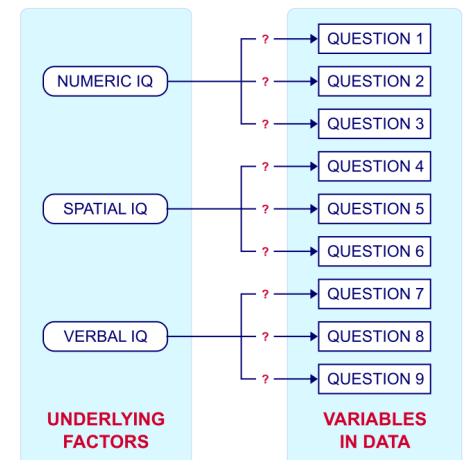 ? QUESTION 1
NUMERIC IQ ? QUESTION 2
? QUESTION 3
? QUESTION 4
SPATIAL IQ ? QUESTION 5
? QUESTION 6
? QUESTION 7
VERBAL IQ ? QUESTION 8
? QUESTION 9
UNDERLYING
FACTORS
VARIABLES
IN DATA